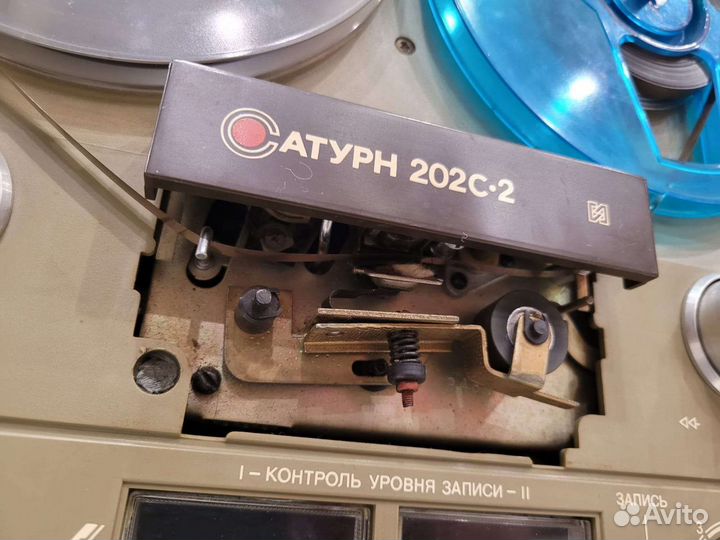 САТУРН 202С·2
I – КОНТРОЛЬ УРОВНЯ ЗАПИСИ – II
ЗАПИСЬ
Avito